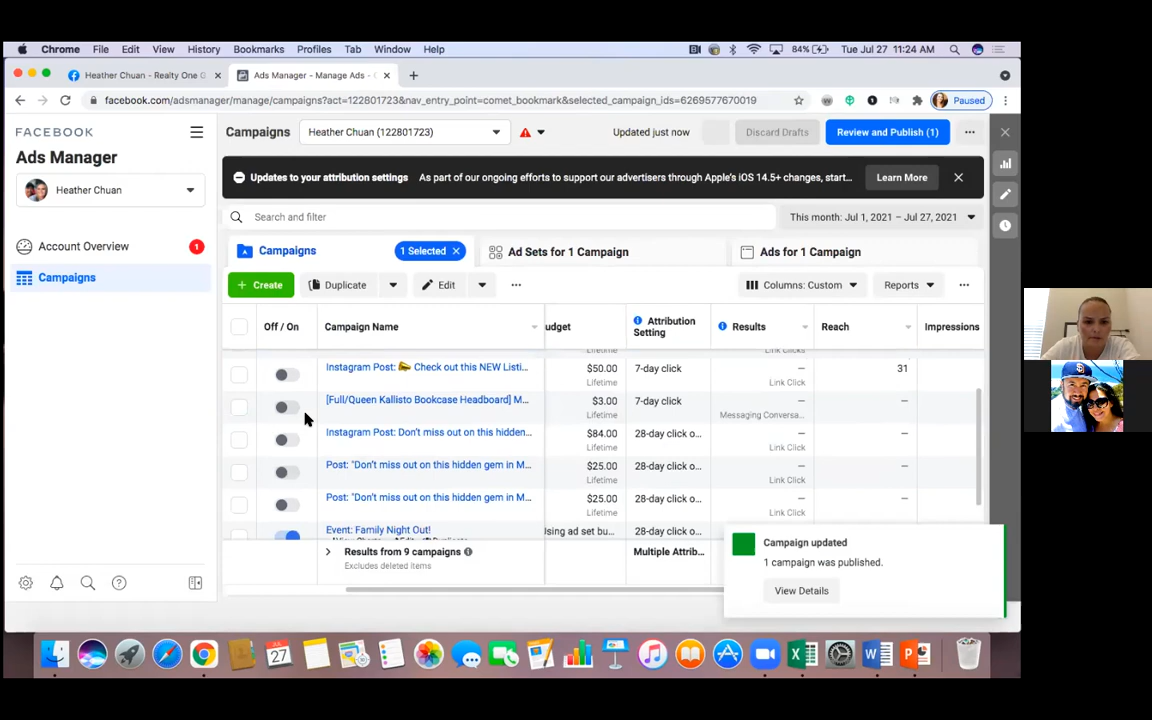 Chrome File Edit View History Bookmarks Profiles Tab Window Help 84% Tue Jul 27 11:24 AM
Heather Chuan - Realty One G Ads Manager - Manage Ads -
facebook.com/adsmanager/manage/campaigns?act=122801723&nav_entry_point=comet_bookmark&selected_campaign_ids=6269577670019 Paused
FACEBOOK
Ads Manager
Heather Chuan
Account Overview 1
Campaigns
Campaigns Heather Chuan (122801723) Updated just now Discard Drafts Review and Publish (1)
Updates to your attribution settings As part of our ongoing efforts to support our advertisers through Apple's iOS 14.5+ changes, start... Learn More
Search and filter This month: Jul 1, 2021 – Jul 27, 2021
Campaigns 1 Selected Ad Sets for 1 Campaign Ads for 1 Campaign
+ Create Duplicate Edit Columns: Custom Reports
Off / On Campaign Name udget Attribution Setting Results Reach Impressions
Lifetime Link Clicks
Instagram Post: Check out this NEW Listi... $50.00 7-day click — 31
Lifetime Link Click
[Full/Queen Kallisto Bookcase Headboard] M... $3.00 7-day click — —
Lifetime Messaging Conversa...
Instagram Post: Don't miss out on this hidden... $84.00 28-day click o... — —
Lifetime Link Click
Post: "Don't miss out on this hidden gem in M... $25.00 28-day click o... — —
Lifetime Link Click
Post: "Don't miss out on this hidden gem in M... $25.00 28-day click o... — —
Lifetime Link Click
Event: Family Night Out! Using ad set bu... 28-day click o...
Results from 9 campaigns Multiple Attrib...
Excludes deleted items
Campaign updated
1 campaign was published.
View Details
JUL
27